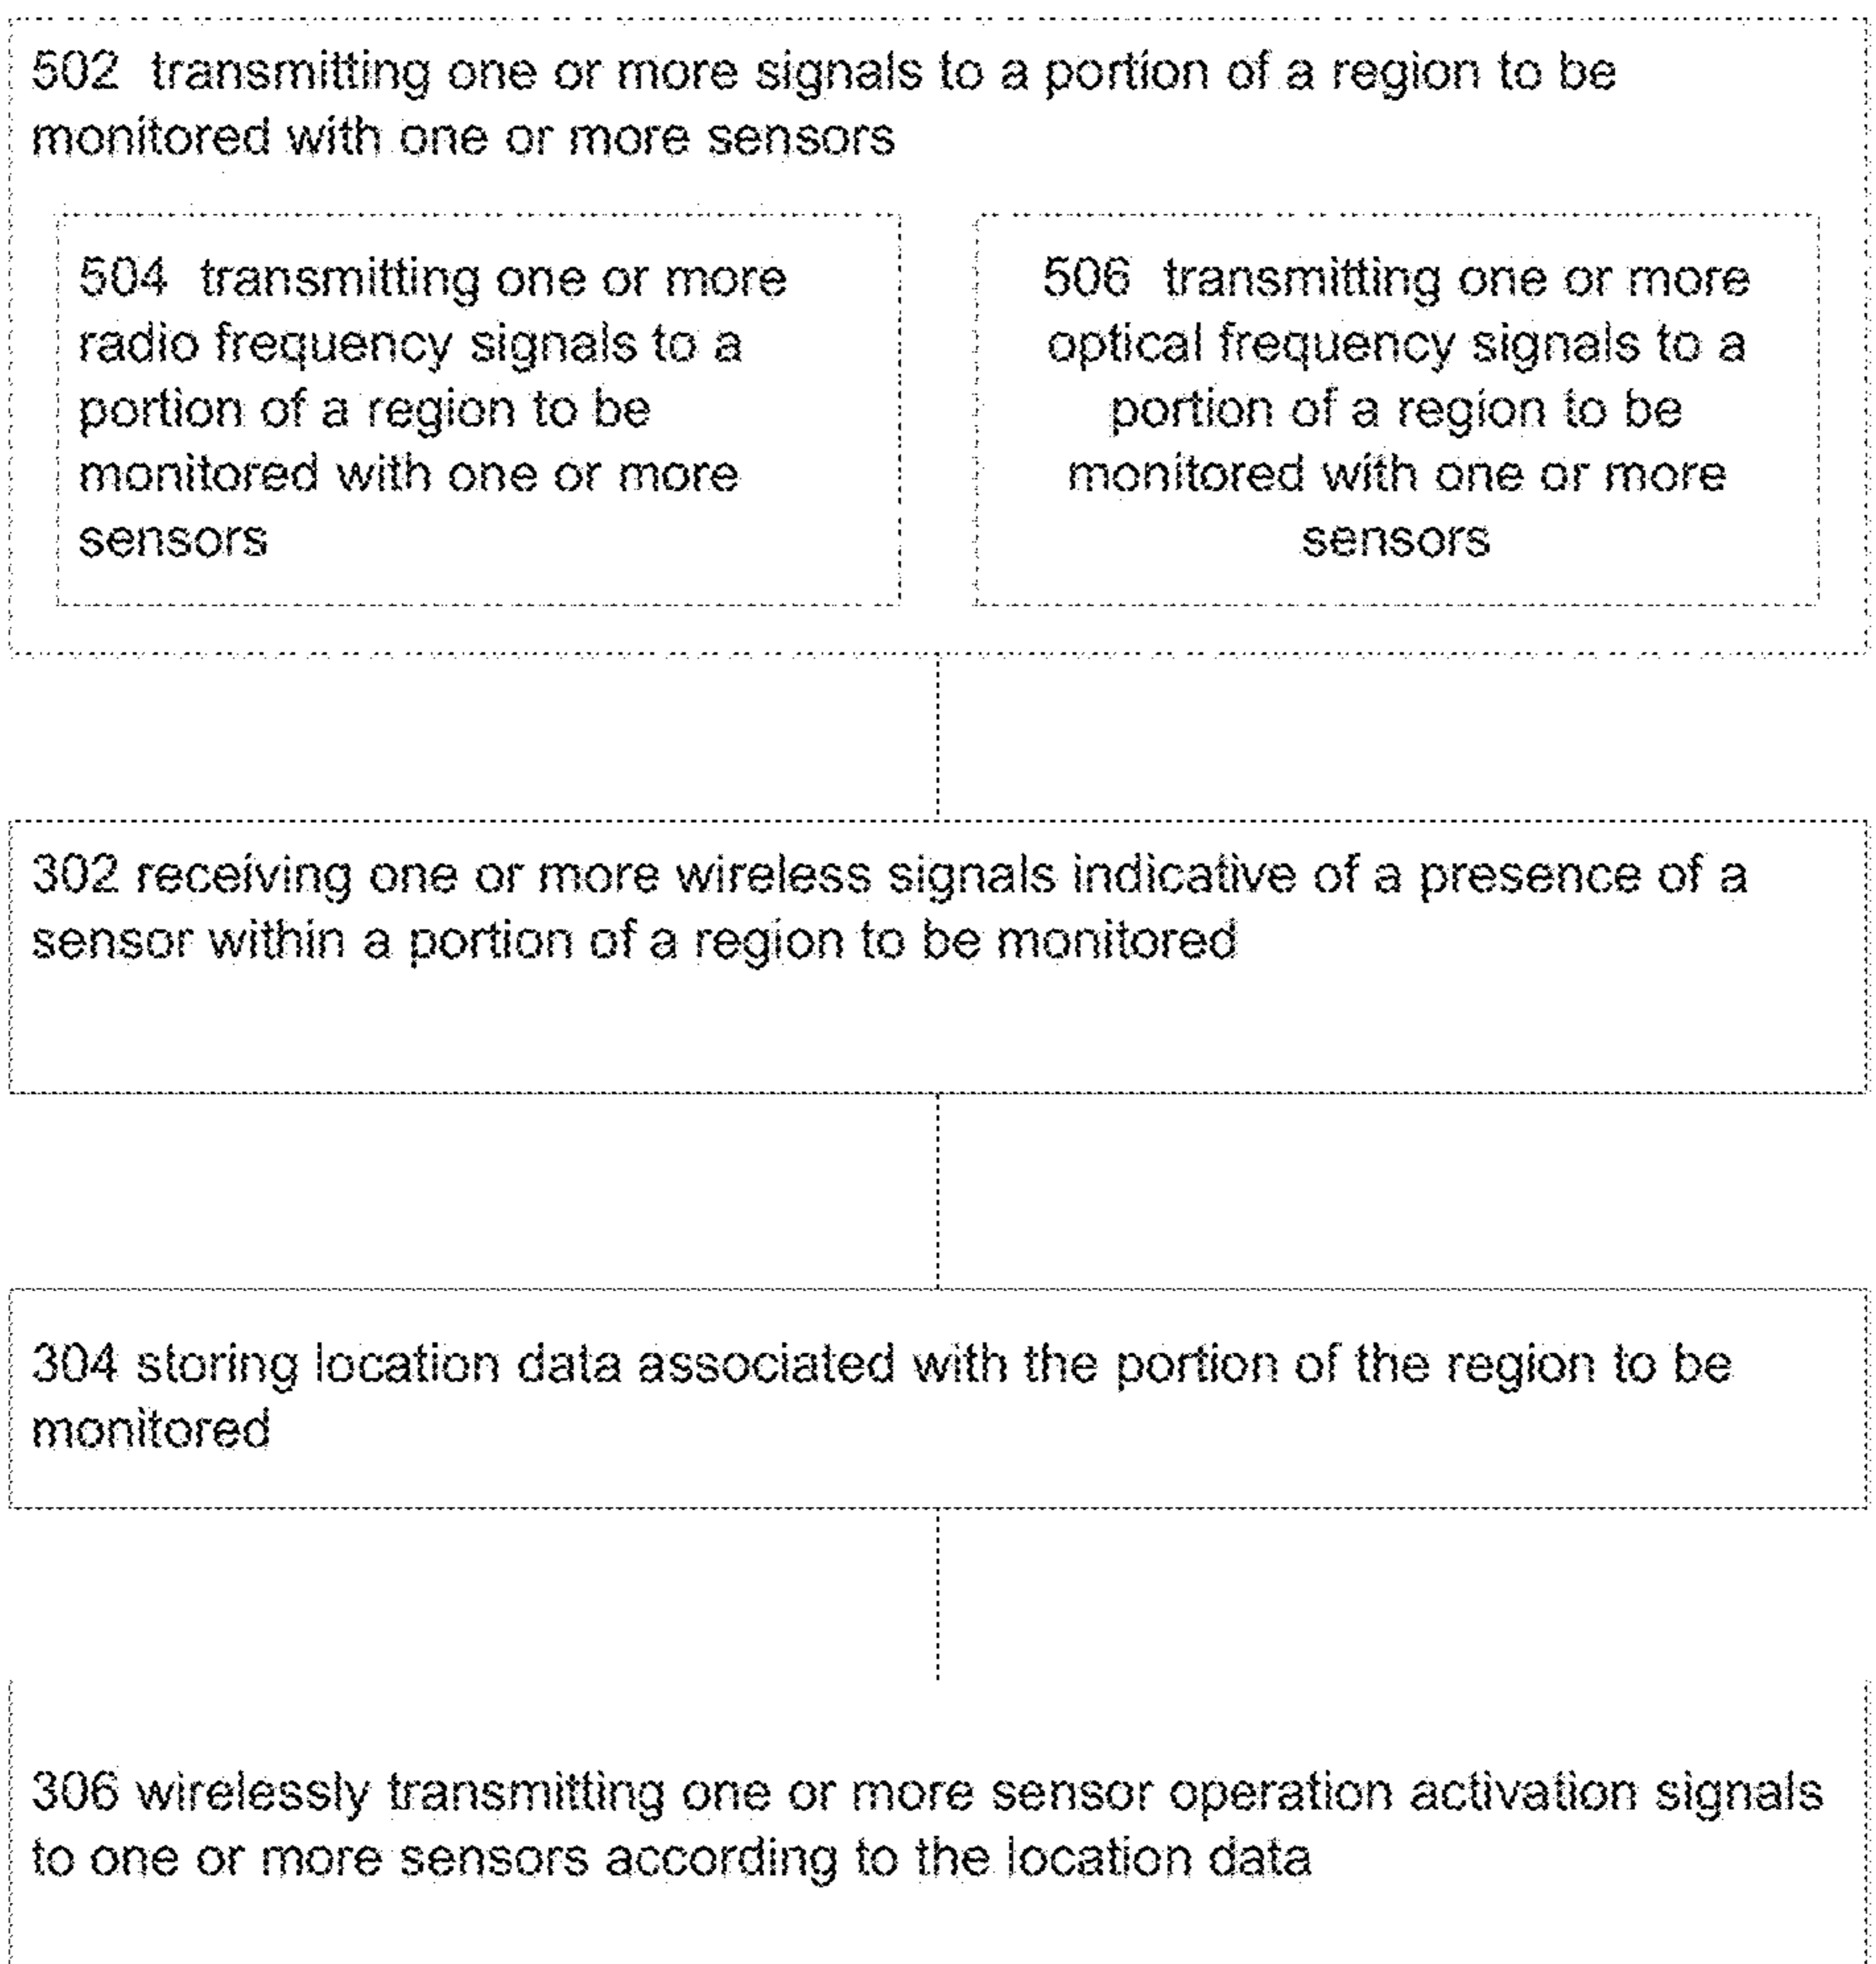 502 transmitting one or more signals to a portion of a region to be
monitored with one or more sensors
504 transmitting one or more
radio frequency signals to a
portion of a region to be
monitored with one or more
sensors
506 transmitting one or more
optical frequency signals to a
portion of a region to be
monitored with one or more
sensors
302 receiving one or more wireless signals indicative of a presence of a
sensor within a portion of a region to be monitored
304 storing location data associated with the portion of the region to be
monitored
306 wirelessly transmitting one or more sensor operation activation signals
to one or more sensors according to the location data